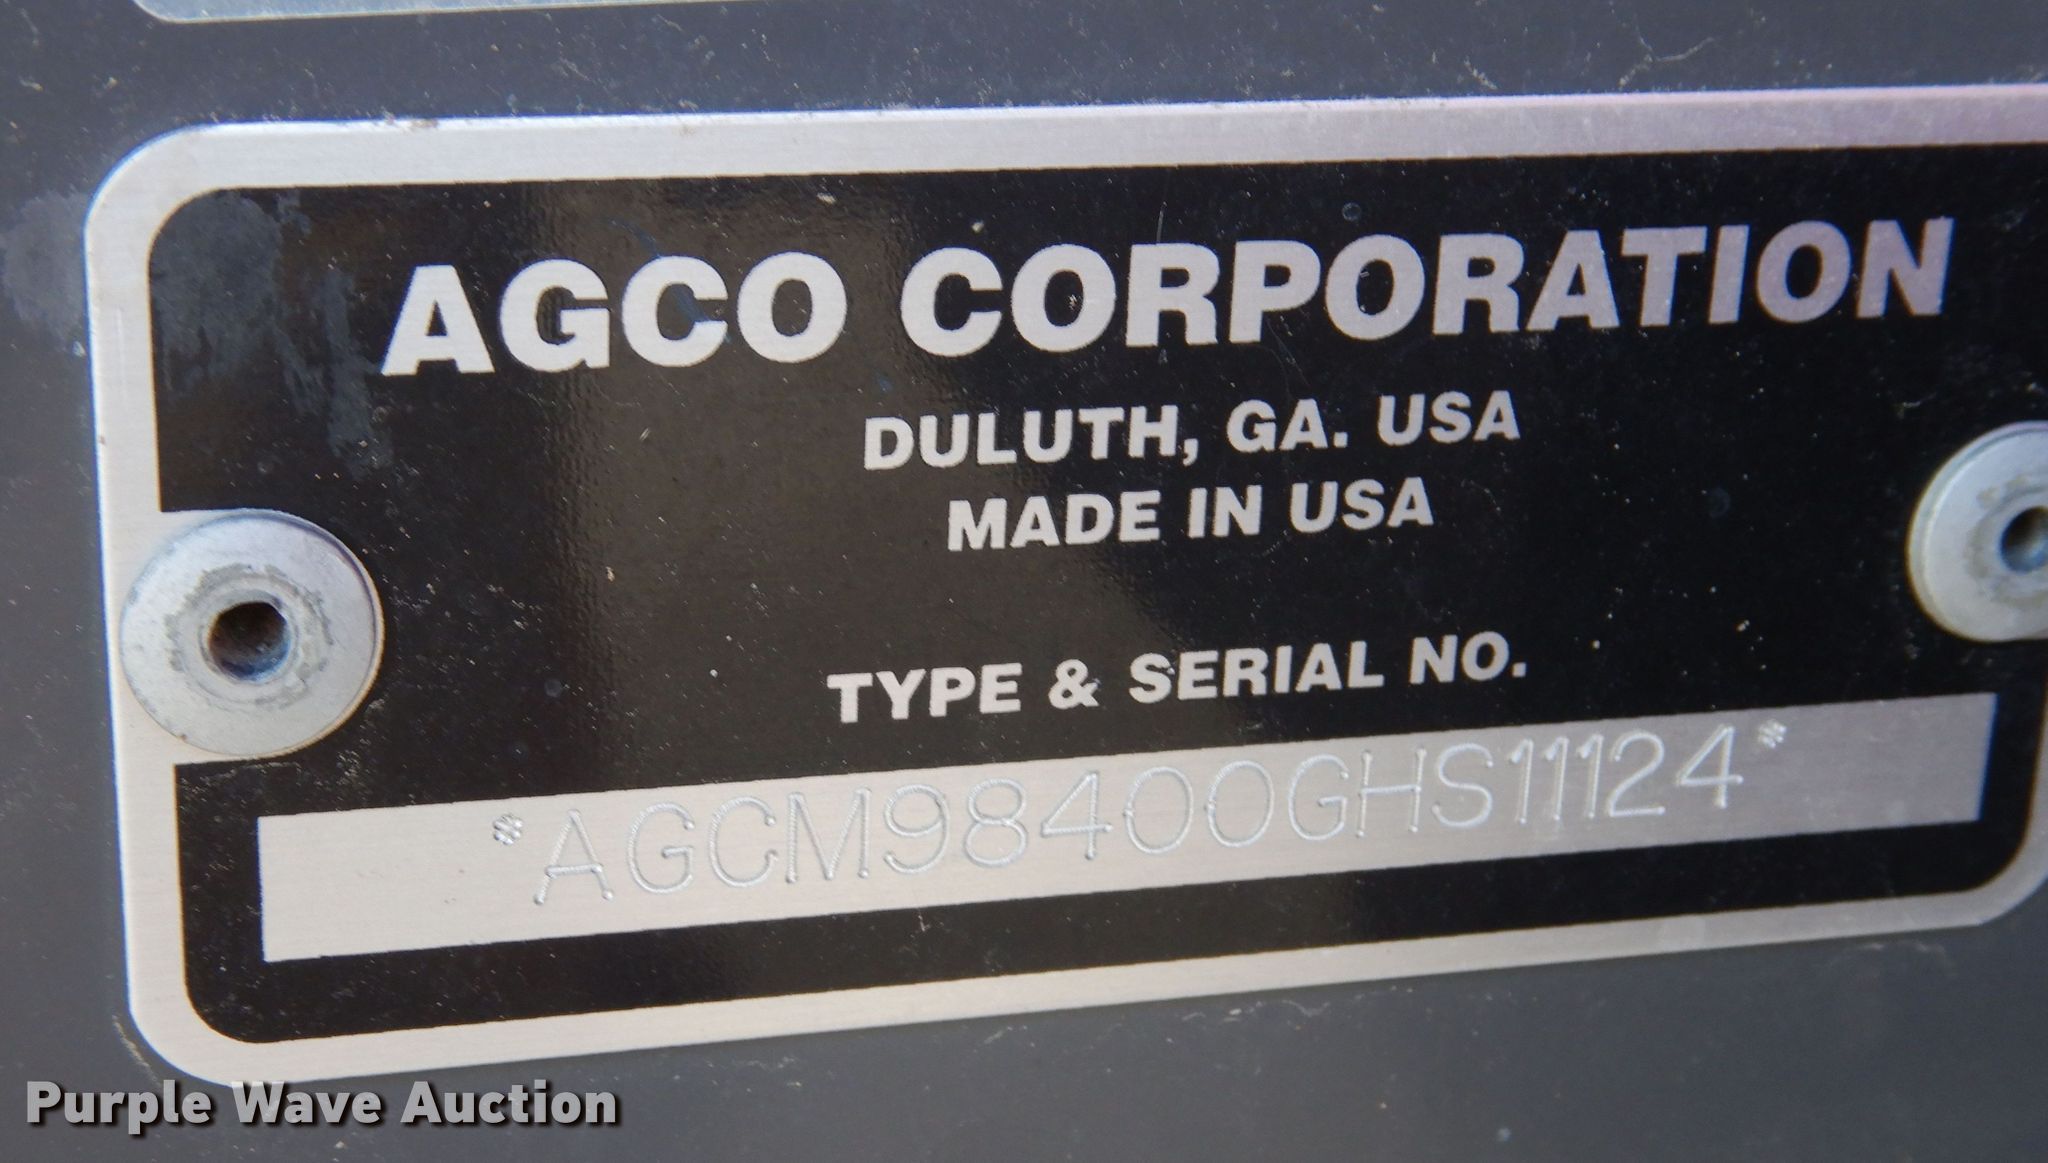 AGCO CORPORATION
DULUTH, GA. USA
MADE IN USA
TYPE & SERIAL NO.
*AGCM98400GHS11124*
Purple Wave Auction